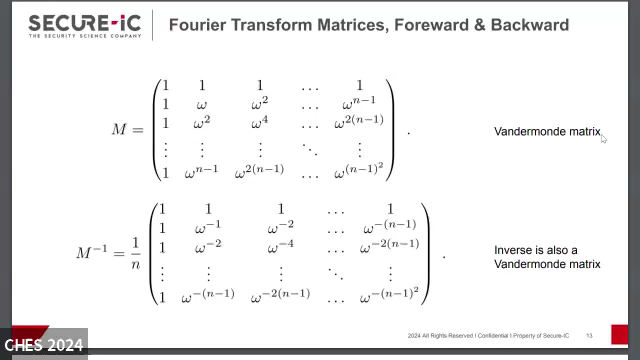 SECURE-IC
THE SECURITY SCIENCE COMPANY
Fourier Transform Matrices, Foreward & Backward
M = ( 1 1 1 … 1
1 ω ω^2 … ω^{n−1}
1 ω^2 ω^4 … ω^{2(n−1)}
⋮ ⋮ ⋮ ⋱ ⋮
1 ω^{n−1} ω^{2(n−1)} … ω^{(n−1)^2} ) .
Vandermonde matrix
M^{−1} = 1/n ( 1 1 1 … 1
1 ω^{−1} ω^{−2} … ω^{−(n−1)}
1 ω^{−2} ω^{−4} … ω^{−2(n−1)}
⋮ ⋮ ⋮ ⋱ ⋮
1 ω^{−(n−1)} ω^{−2(n−1)} … ω^{−(n−1)^2} ) .
Inverse is also a
Vandermonde matrix
2024 All Rights Reserved I Confidential I Property of Secure-IC
13
CHES 2024